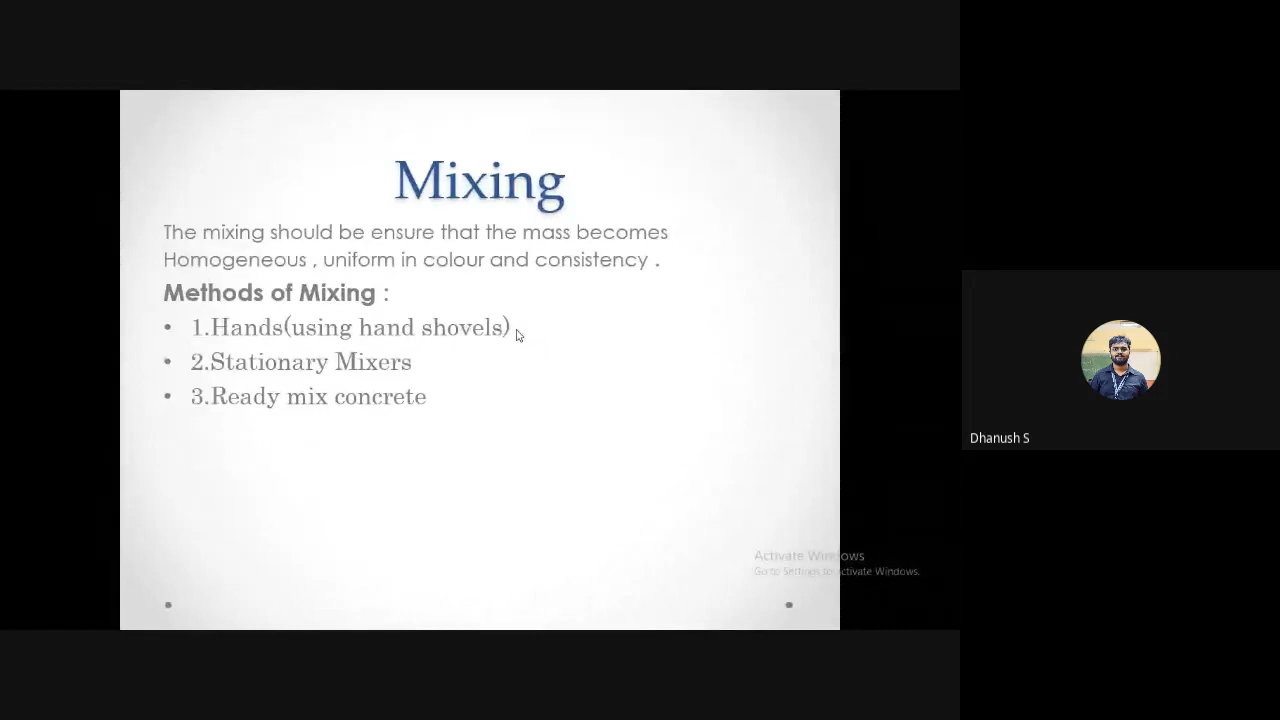 Mixing
The mixing should be ensure that the mass becomes
Homogeneous , uniform in colour and consistency .
Methods of Mixing :
• 1.Hands(using hand shovels)
• 2.Stationary Mixers
• 3.Ready mix concrete
Activate Windows
Go to Settings to activate Windows.
Dhanush S